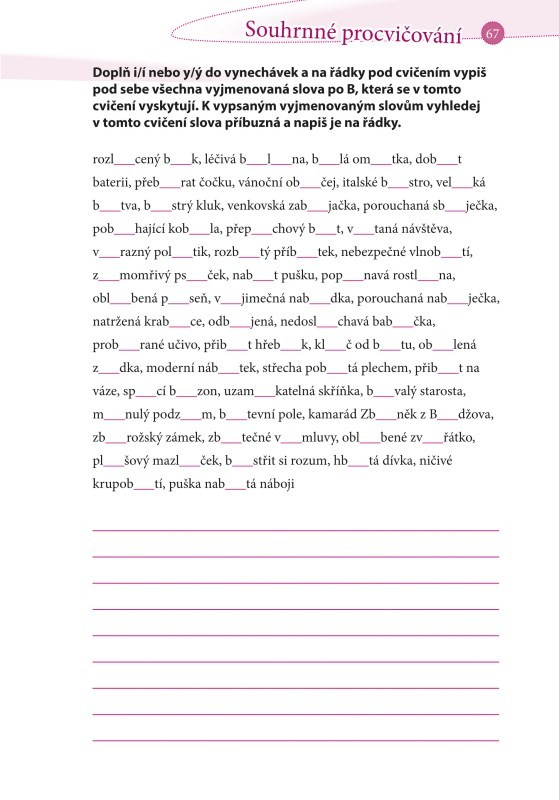 Souhrnné procvičování 67
Doplň i/í nebo y/ý do vynechávek a na řádky pod cvičením vypiš
pod sebe všechna vyjmenovaná slova po B, která se v tomto
cvičení vyskytují. K vypsaným vyjmenovaným slovům vyhledej
v tomto cvičení slova příbuzná a napiš je na řádky.
rozl___cený b___k, léčivá b___l___na, b___lá om___tka, dob___t
baterii, přeb___rat čočku, vánoční ob___čej, italské b___stro, vel___ká
b___tva, b___strý kluk, venkovská zab___jačka, porouchaná sb___ječka,
pob___hající kob___la, přep___chový b___t, v___taná návštěva,
v___razný pol___tik, rozb___tý příb___tek, nebezpečné vlnob___tí,
z___momřivý ps___ček, nab___t pušku, pop___navá rostl___na,
obl___bená p___seň, v___jimečná nab___dka, porouchaná nab___ječka,
natržená krab___ce, odb___jená, nedosl___chavá bab___čka,
prob___rané učivo, přib___t hřeb___k, kl___č od b___tu, ob___lená
z___dka, moderní náb___tek, střecha pob___tá plechem, přib___t na
váze, sp___cí b___zon, uzam___katelná skříňka, b___valý starosta,
m___nulý podz___m, b___tevní pole, kamarád Zb___něk z B___džova,
zb___rožský zámek, zb___tečné v___mluvy, obl___bené zv___řátko,
pl___šový mazl___ček, b___střit si rozum, hb___tá dívka, ničivé
krupob___tí, puška nab___tá náboji